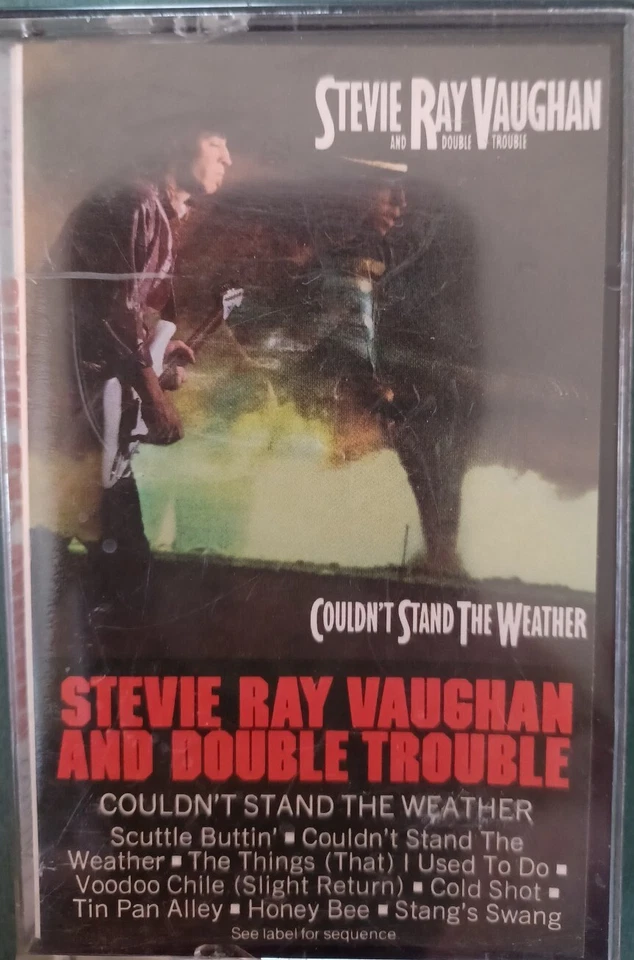 STEVIE RAY VAUGHAN
AND DOUBLE TROUBLE
COULDN'T STAND THE WEATHER
STEVIE RAY VAUGHAN
AND DOUBLE TROUBLE
COULDN'T STAND THE WEATHER
Scuttle Buttin' ▪ Couldn't Stand The
Weather ▪ The Things (That) I Used To Do ▪
Voodoo Chile (Slight Return) ▪ Cold Shot ▪
Tin Pan Alley ▪ Honey Bee ▪ Stang's Swang
See label for sequence